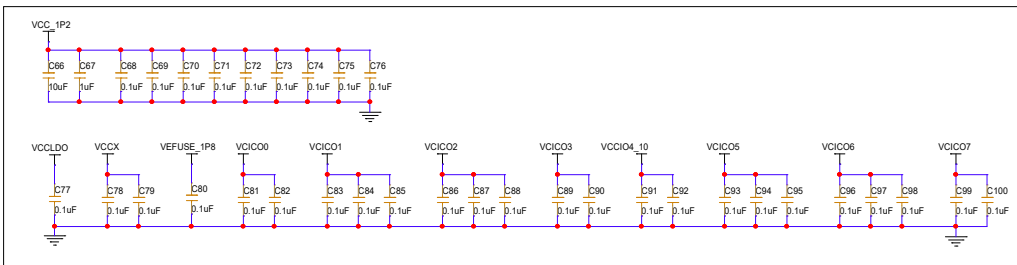 VCC_1P2
C66 C67 C68 C69 C70 C71 C72 C73 C74 C75 C76
10uF 1uF 0.1uF 0.1uF 0.1uF 0.1uF 0.1uF 0.1uF 0.1uF 0.1uF 0.1uF
VCCLDO VCCX VEFUSE_1P8 VCICO0 VCICO1 VCICO2 VCICO3 VCCIO4_10 VCICO5 VCICO6 VCICO7
C77 C78 C79 C80 C81 C82 C83 C84 C85 C86 C87 C88 C89 C90 C91 C92 C93 C94 C95 C96 C97 C98 C99 C100
0.1uF 0.1uF 0.1uF 0.1uF 0.1uF 0.1uF 0.1uF 0.1uF 0.1uF 0.1uF 0.1uF 0.1uF 0.1uF 0.1uF 0.1uF 0.1uF 0.1uF 0.1uF 0.1uF 0.1uF 0.1uF 0.1uF 0.1uF 0.1uF